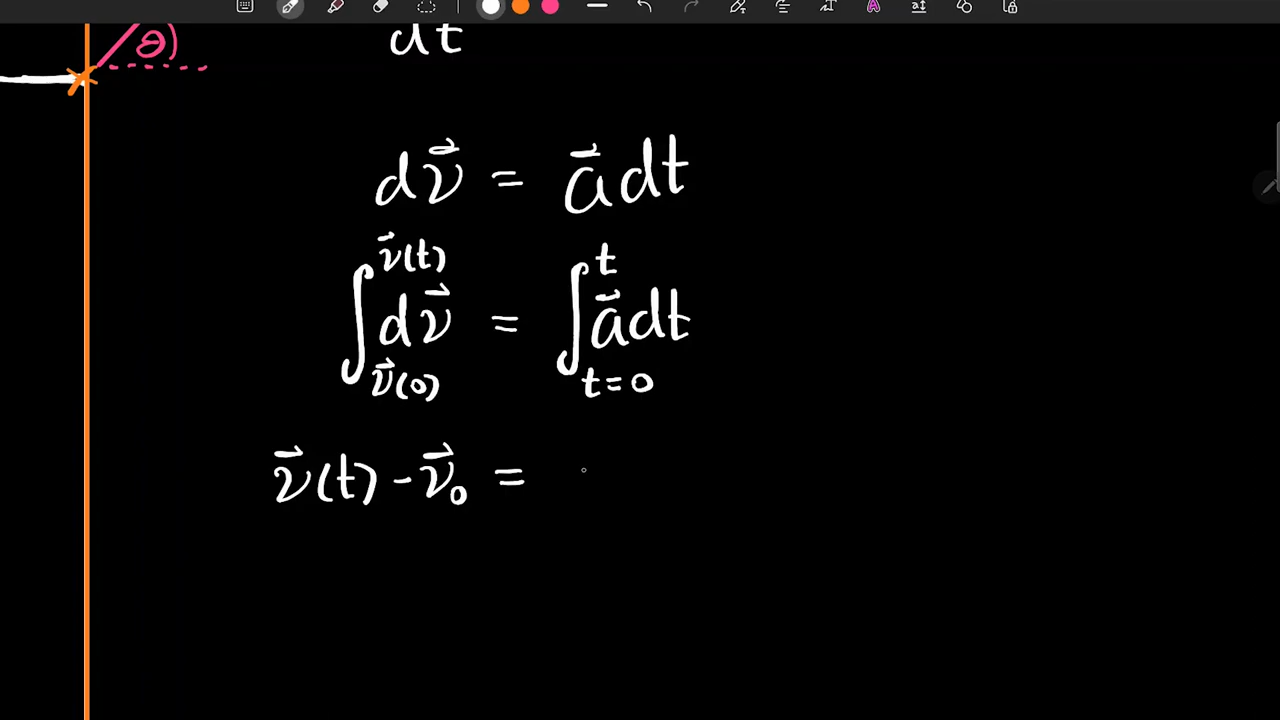 θ
dt
dv⃗ = a⃗dt
∫_{v⃗(0)}^{v⃗(t)} dv⃗ = ∫_{t=0}^{t} a⃗dt
v⃗(t) - v⃗₀ =